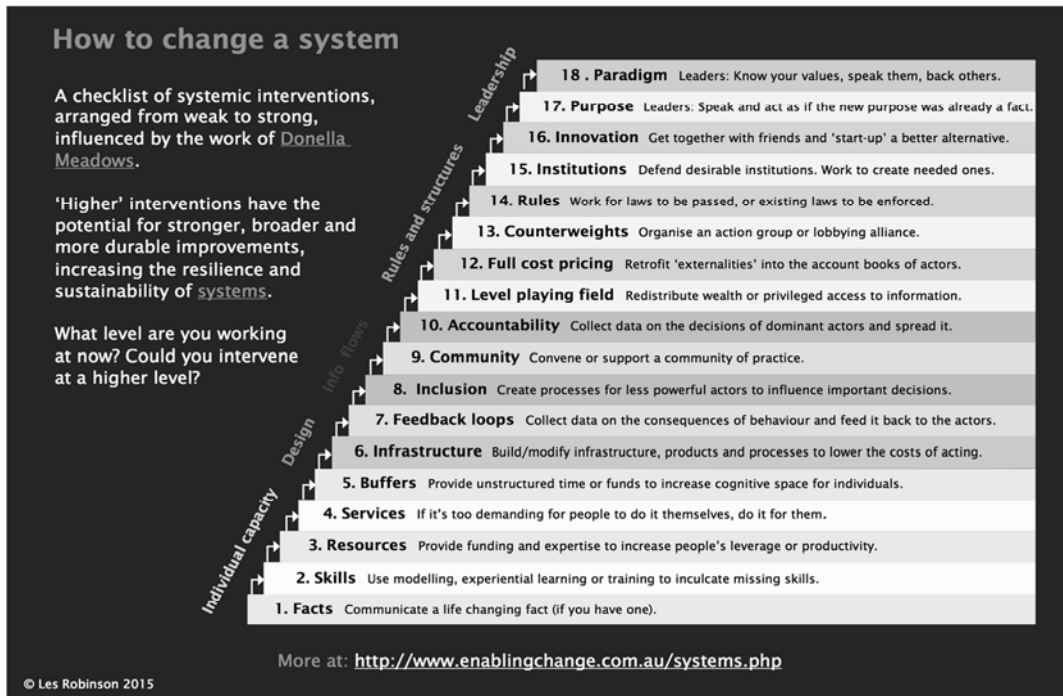 How to change a system
A checklist of systemic interventions,
arranged from weak to strong,
influenced by the work of Donella
Meadows.
‘Higher’ interventions have the
potential for stronger, broader and
more durable improvements,
increasing the resilience and
sustainability of systems.
What level are you working
at now? Could you intervene
at a higher level?
Leadership
Rules and structures
Info flows
Design
Individual capacity
18 . Paradigm Leaders: Know your values, speak them, back others.
17. Purpose Leaders: Speak and act as if the new purpose was already a fact.
16. Innovation Get together with friends and ‘start-up’ a better alternative.
15. Institutions Defend desirable institutions. Work to create needed ones.
14. Rules Work for laws to be passed, or existing laws to be enforced.
13. Counterweights Organise an action group or lobbying alliance.
12. Full cost pricing Retrofit ‘externalities’ into the account books of actors.
11. Level playing field Redistribute wealth or privileged access to information.
10. Accountability Collect data on the decisions of dominant actors and spread it.
9. Community Convene or support a community of practice.
8. Inclusion Create processes for less powerful actors to influence important decisions.
7. Feedback loops Collect data on the consequences of behaviour and feed it back to the actors.
6. Infrastructure Build/modify infrastructure, products and processes to lower the costs of acting.
5. Buffers Provide unstructured time or funds to increase cognitive space for individuals.
4. Services If it’s too demanding for people to do it themselves, do it for them.
3. Resources Provide funding and expertise to increase people’s leverage or productivity.
2. Skills Use modelling, experiential learning or training to inculcate missing skills.
1. Facts Communicate a life changing fact (if you have one).
More at: http://www.enablingchange.com.au/systems.php
© Les Robinson 2015